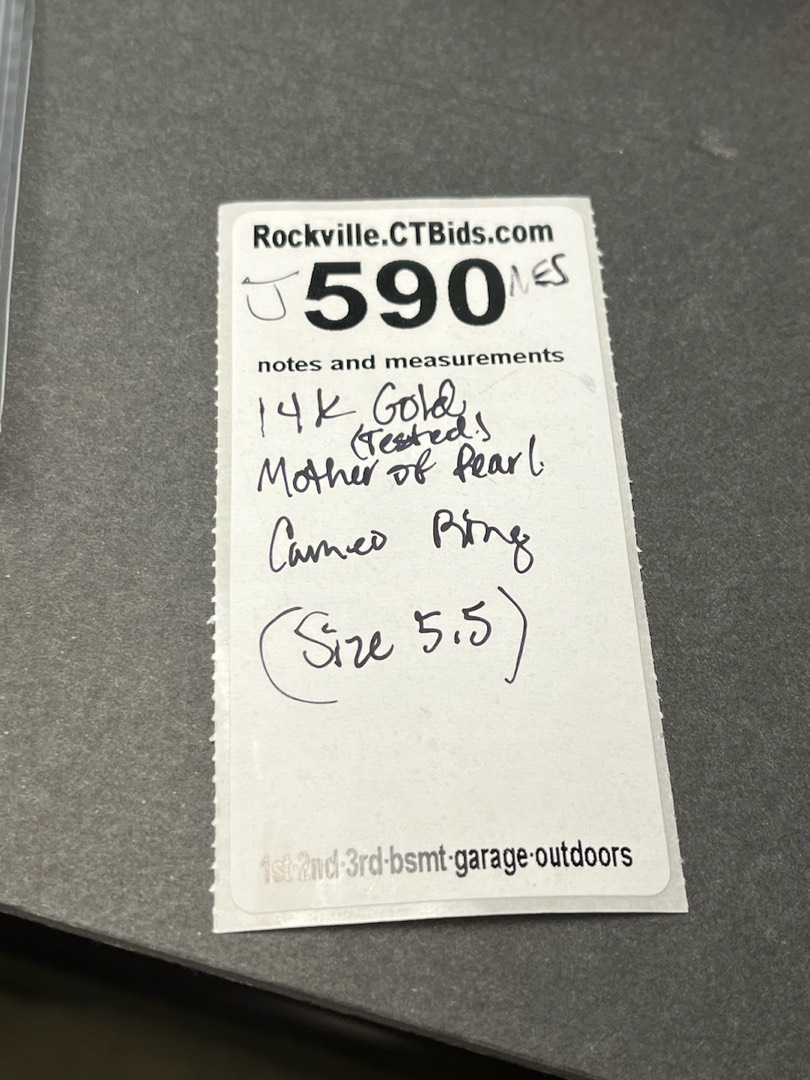 Rockville.CTBids.com
J 590 NES
notes and measurements
14K Gold
(Tested)
Mother of Pearl
Cameo Ring
(Size 5.5)
1st·2nd·3rd·bsmt·garage·outdoors